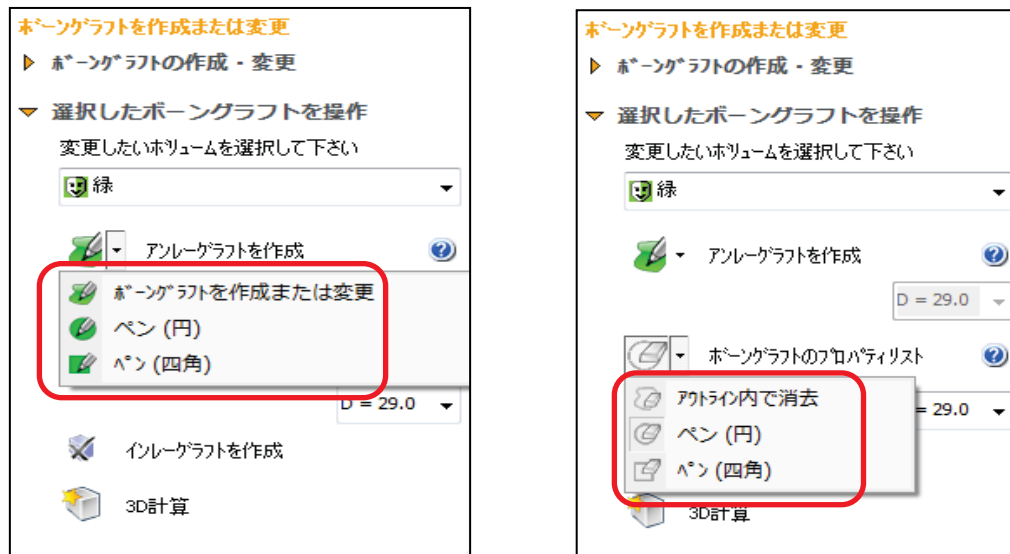 ボーングラフトを作成または変更
ボーングラフトの作成・変更
選択したボーングラフトを操作
変更したいボリュームを選択して下さい
緑
アンレーグラフトを作成
ボーングラフトを作成または変更
ペン (円)
ペン (四角)
D = 29.0
インレーグラフトを作成
3D計算
ボーングラフトを作成または変更
ボーングラフトの作成・変更
選択したボーングラフトを操作
変更したいボリュームを選択して下さい
緑
アンレーグラフトを作成
D = 29.0
ボーングラフトのプロパティリスト
アウトライン内で消去
= 29.0
ペン (円)
ペン (四角)
3D計算